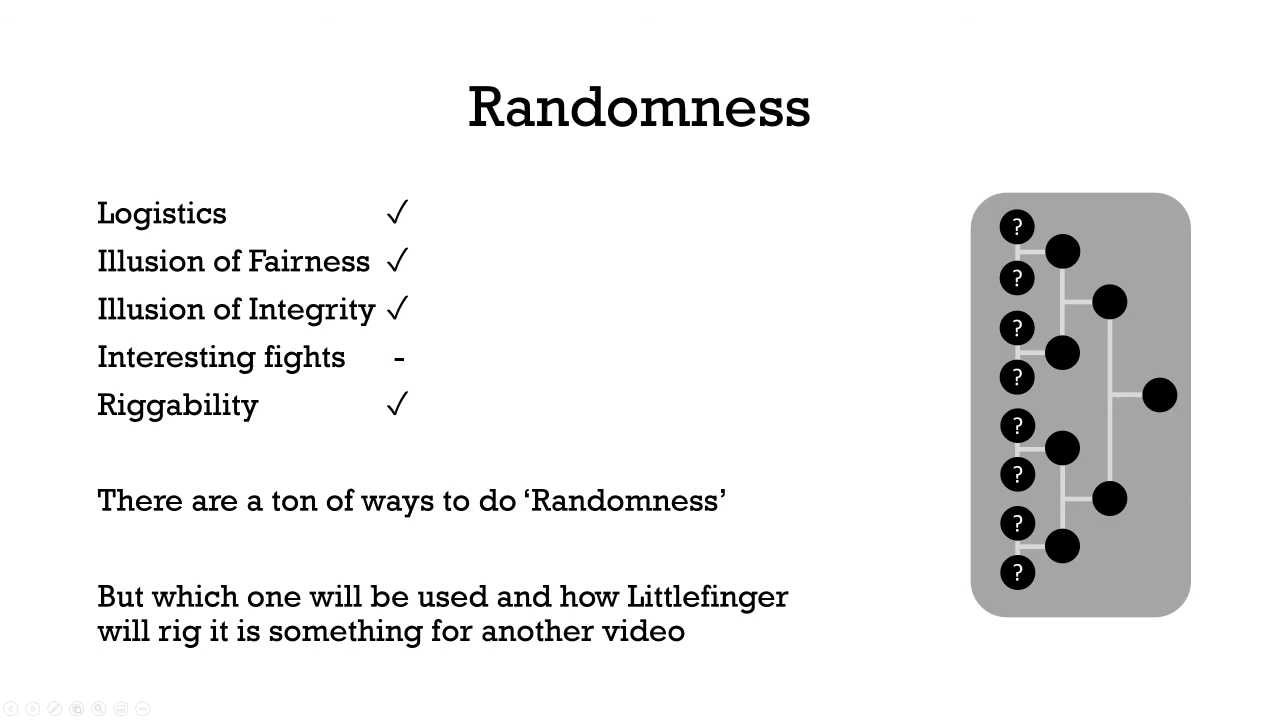 Randomness
Logistics ✓
Illusion of Fairness ✓
Illusion of Integrity ✓
Interesting fights -
Riggability ✓
There are a ton of ways to do ‘Randomness’
But which one will be used and how Littlefinger
will rig it is something for another video
?
?
?
?
?
?
?
?